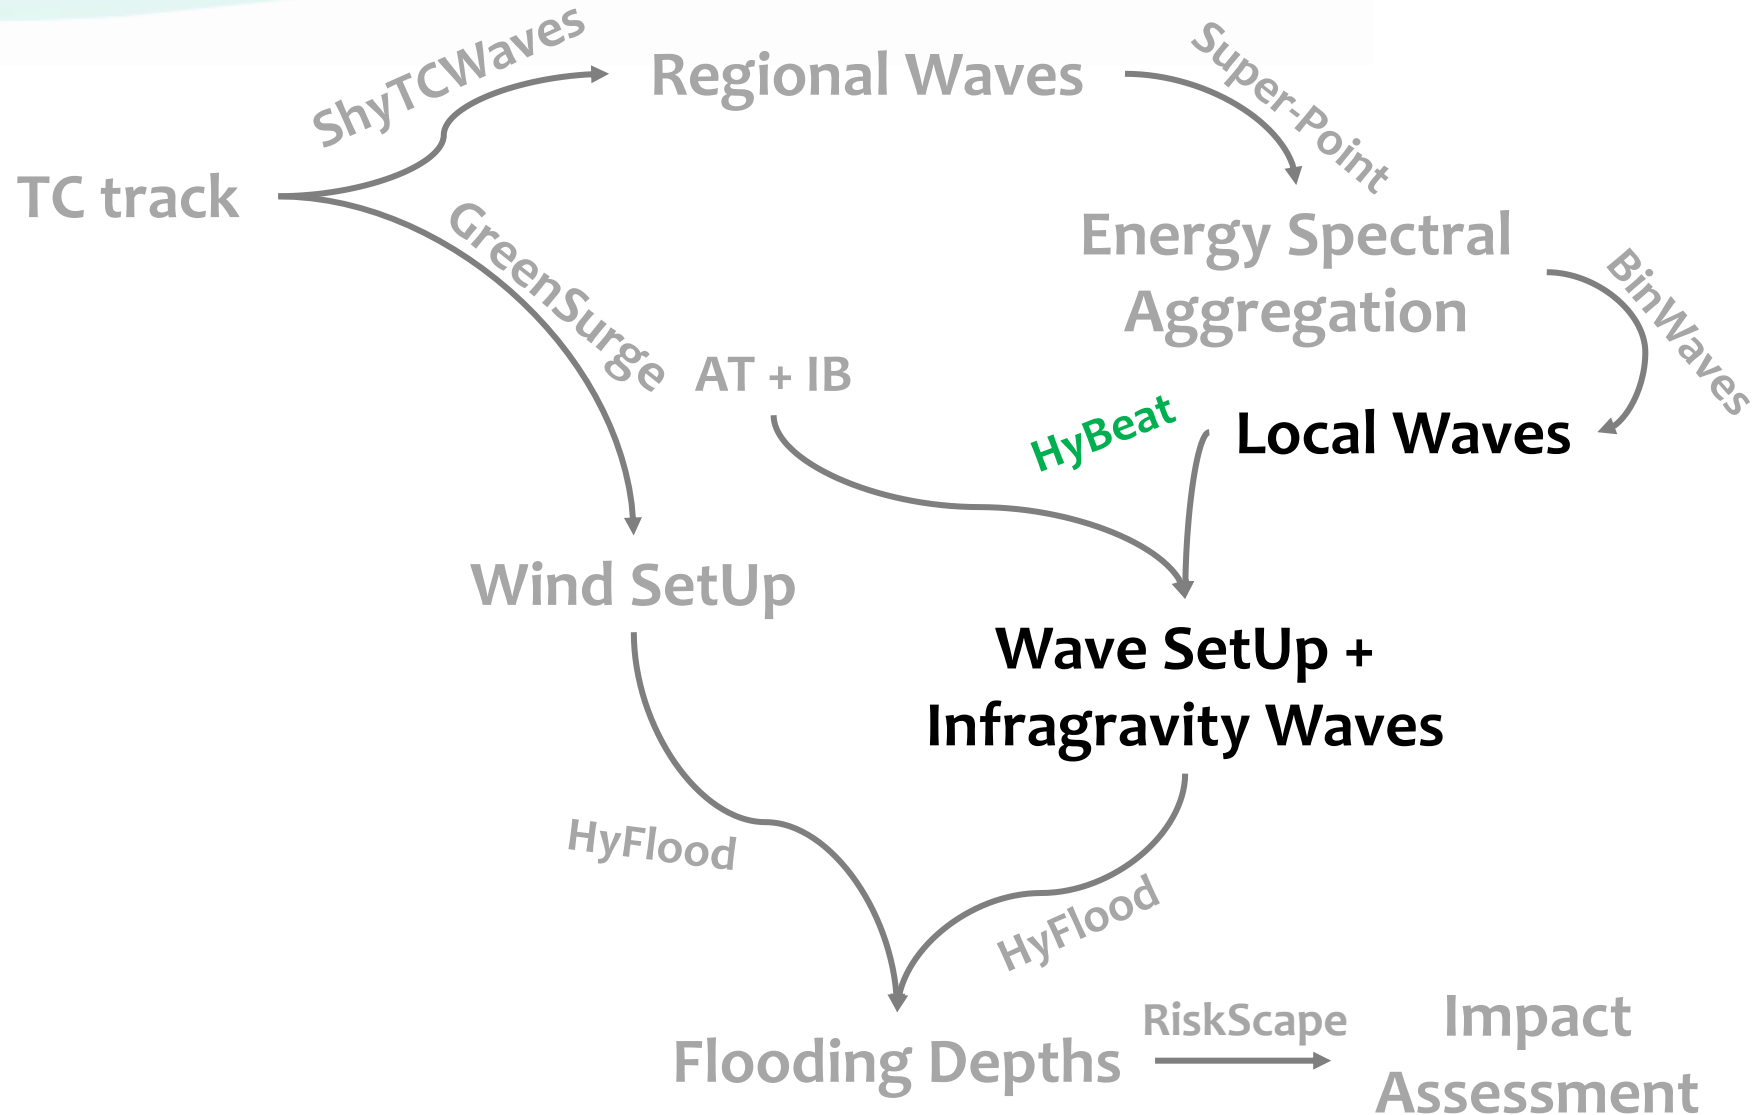 ShyTCWaves
Regional Waves
Super-Point
TC track
GreenSurge
Energy Spectral
Aggregation
BinWaves
AT + IB
HyBeat
Local Waves
Wind SetUp
Wave SetUp +
Infragravity Waves
HyFlood
HyFlood
Flooding Depths
RiskScape
Impact
Assessment